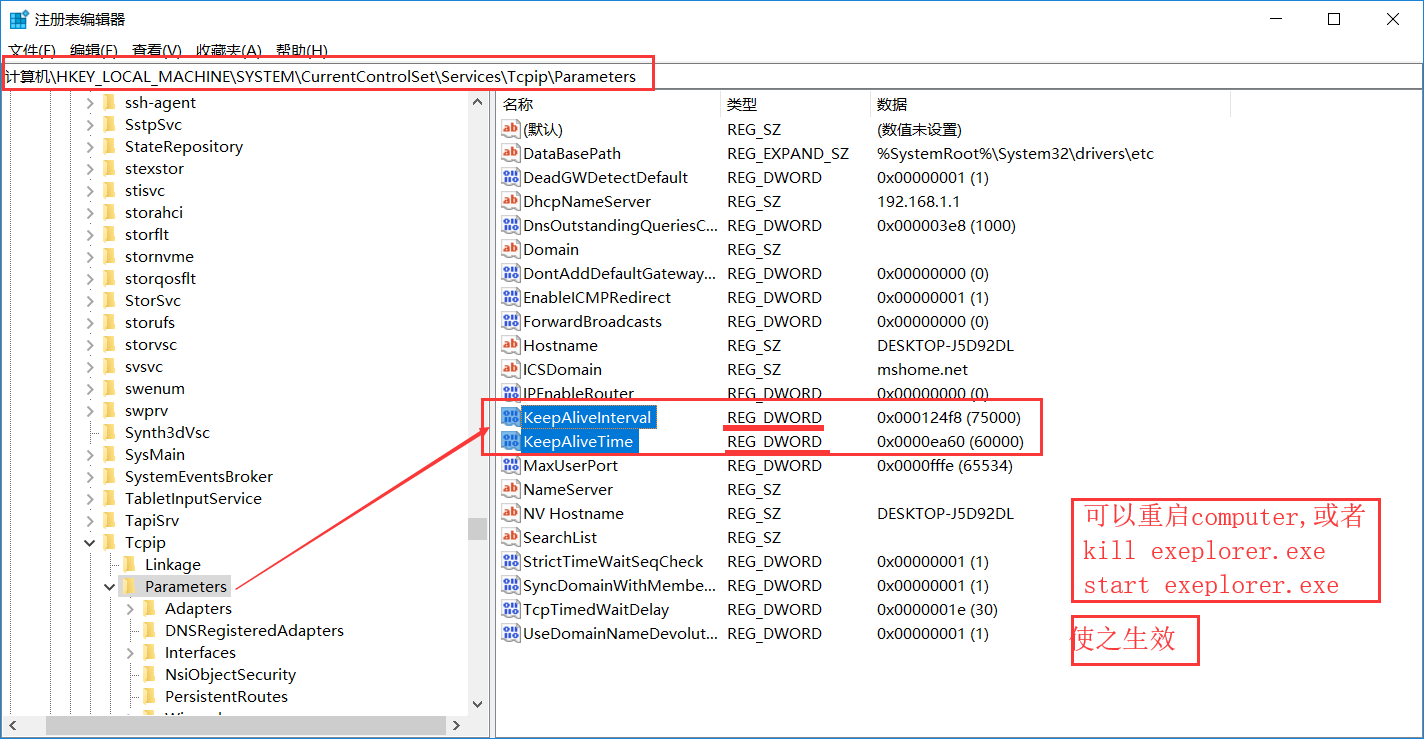 注册表编辑器
文件(F) 编辑(E) 查看(V) 收藏夹(A) 帮助(H)
计算机\HKEY_LOCAL_MACHINE\SYSTEM\CurrentControlSet\Services\Tcpip\Parameters
ssh-agent
SstpSvc
StateRepository
stexstor
stisvc
storahci
storflt
stornvme
storqosflt
StorSvc
storufs
storvsc
svsvc
swenum
swprv
Synth3dVsc
SysMain
SystemEventsBroker
TabletInputService
TapiSrv
Tcpip
Linkage
Parameters
Adapters
DNSRegisteredAdapters
Interfaces
NsiObjectSecurity
PersistentRoutes
名称 类型 数据
(默认) REG_SZ (数值未设置)
DataBasePath REG_EXPAND_SZ %SystemRoot%\System32\drivers\etc
DeadGWDetectDefault REG_DWORD 0x00000001 (1)
DhcpNameServer REG_SZ 192.168.1.1
DnsOutstandingQueriesC... REG_DWORD 0x000003e8 (1000)
Domain REG_SZ
DontAddDefaultGateway... REG_DWORD 0x00000000 (0)
EnableICMPRedirect REG_DWORD 0x00000001 (1)
ForwardBroadcasts REG_DWORD 0x00000000 (0)
Hostname REG_SZ DESKTOP-J5D92DL
ICSDomain REG_SZ mshome.net
IPEnableRouter REG_DWORD 0x00000000 (0)
KeepAliveInterval REG_DWORD 0x000124f8 (75000)
KeepAliveTime REG_DWORD 0x0000ea60 (60000)
MaxUserPort REG_DWORD 0x0000fffe (65534)
NameServer REG_SZ
NV Hostname REG_SZ DESKTOP-J5D92DL
SearchList REG_SZ
StrictTimeWaitSeqCheck REG_DWORD 0x00000001 (1)
SyncDomainWithMembe... REG_DWORD 0x00000001 (1)
TcpTimedWaitDelay REG_DWORD 0x0000001e (30)
UseDomainNameDevolut... REG_DWORD 0x00000001 (1)
可以重启computer,或者
kill exeplorer.exe
start exeplorer.exe
使之生效